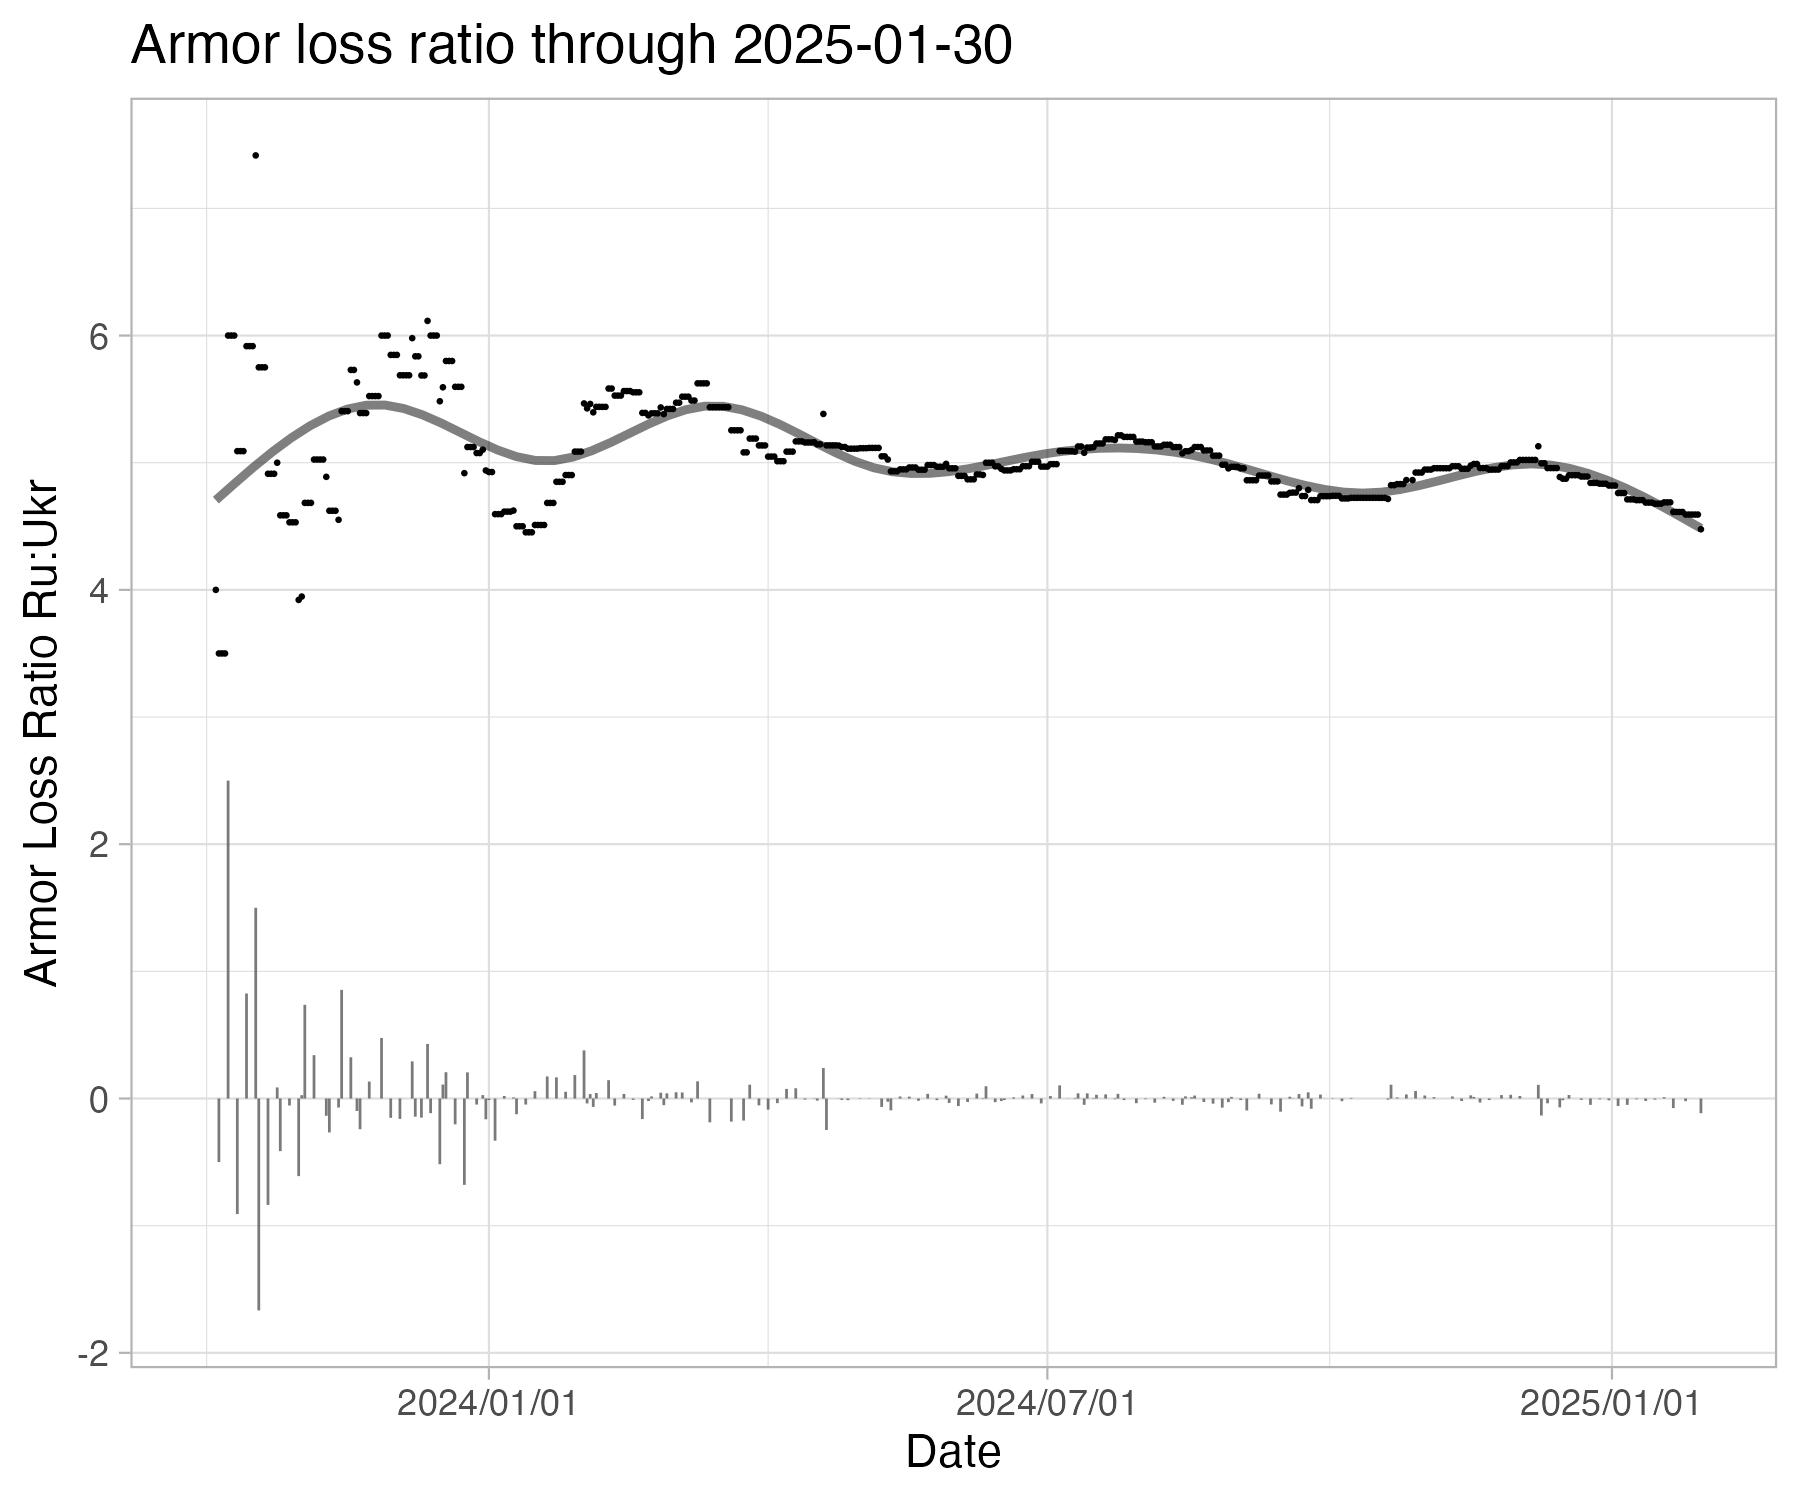 Armor loss ratio through 2025-01-30
Armor Loss Ratio Ru:Ukr
6
4
2
0
-2
2024/01/01
2024/07/01
2025/01/01
Date